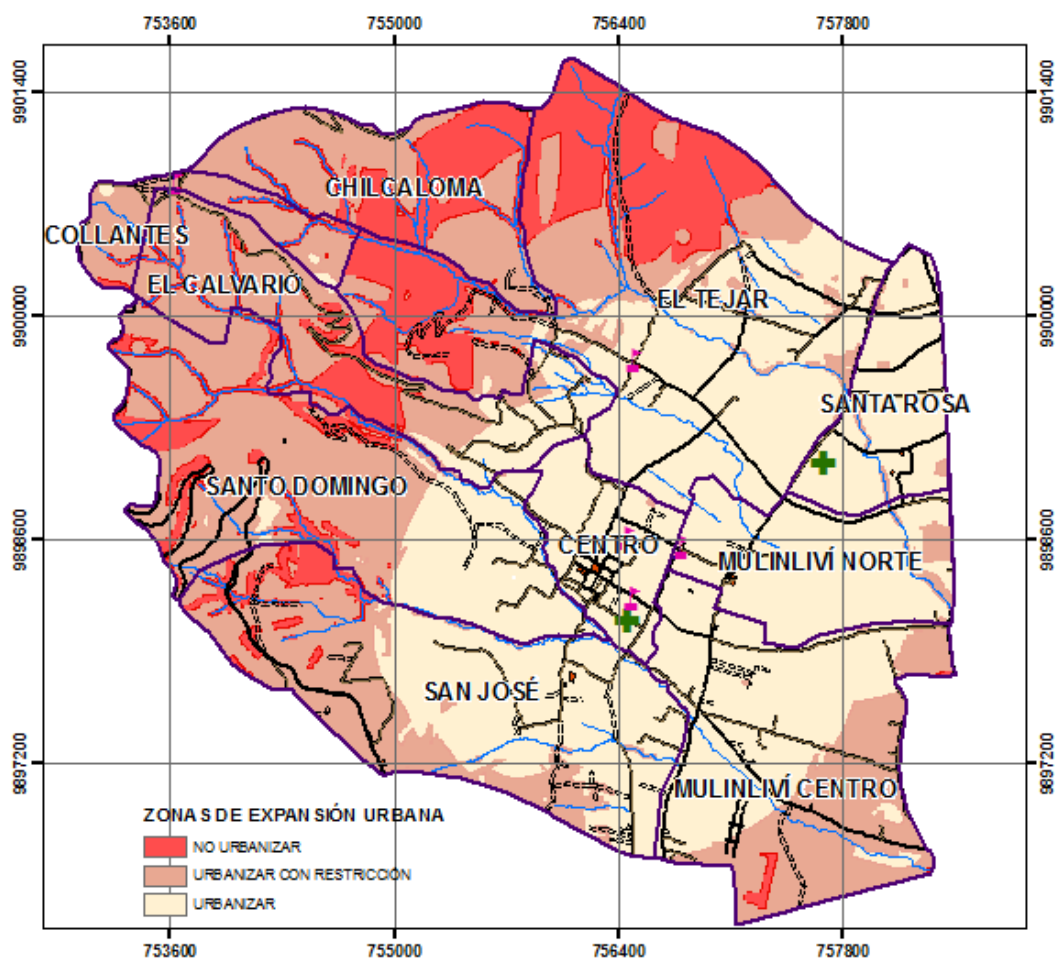 753600 755000 756400 757800
9901400 9901400
CHILCALOMA
COLLANTES
EL CALVARIO
EL TEJAR
9900000 9900000
SANTA ROSA
SANTO DOMINGO
9898600 9898600
CENTRO
MULINLIVÍ NORTE
SAN JOSÉ
9897200 9897200
MULINLIVÍ CENTRO
ZONAS DE EXPANSIÓN URBANA
NO URBANIZAR
URBANIZAR CON RESTRICCIÓN
URBANIZAR
753600 755000 756400 757800